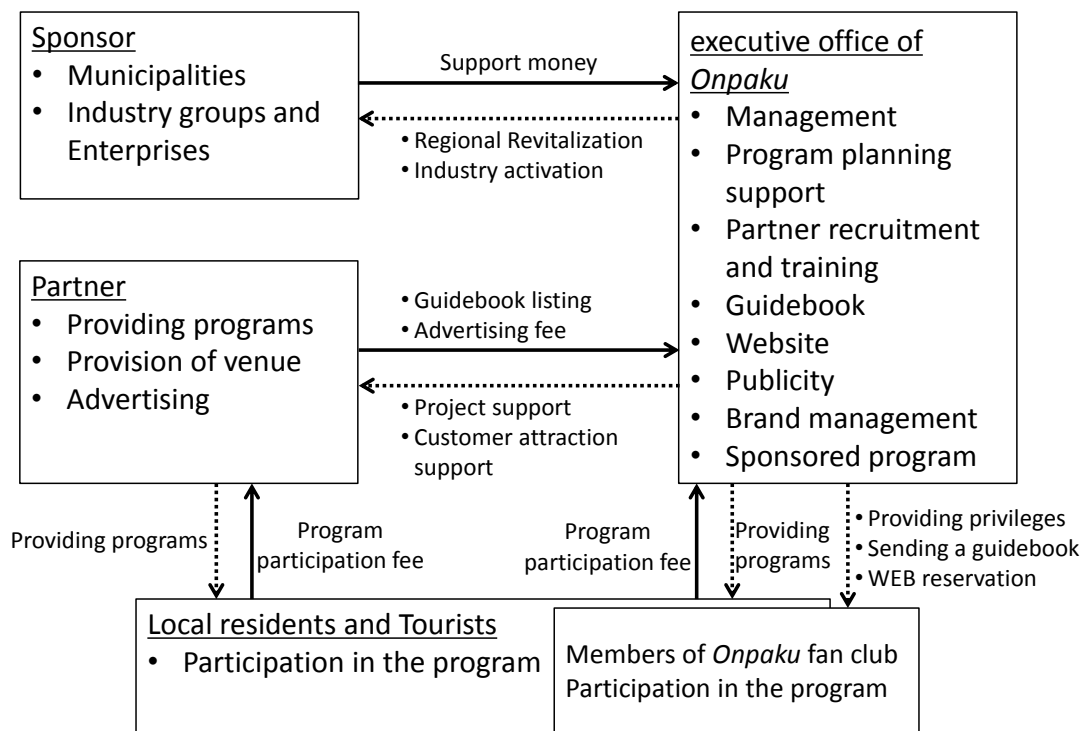 Sponsor
• Municipalities
• Industry groups and
Enterprises
Support money
• Regional Revitalization
• Industry activation
executive office of
Onpaku
• Management
• Program planning
support
• Partner recruitment
and training
• Guidebook
• Website
• Publicity
• Brand management
• Sponsored program
Partner
• Providing programs
• Provision of venue
• Advertising
• Guidebook listing
• Advertising fee
• Project support
• Customer attraction
support
Providing programs
Program
participation fee
Program
participation fee
Providing
programs
• Providing privileges
• Sending a guidebook
• WEB reservation
Local residents and Tourists
• Participation in the program
Members of Onpaku fan club
Participation in the program